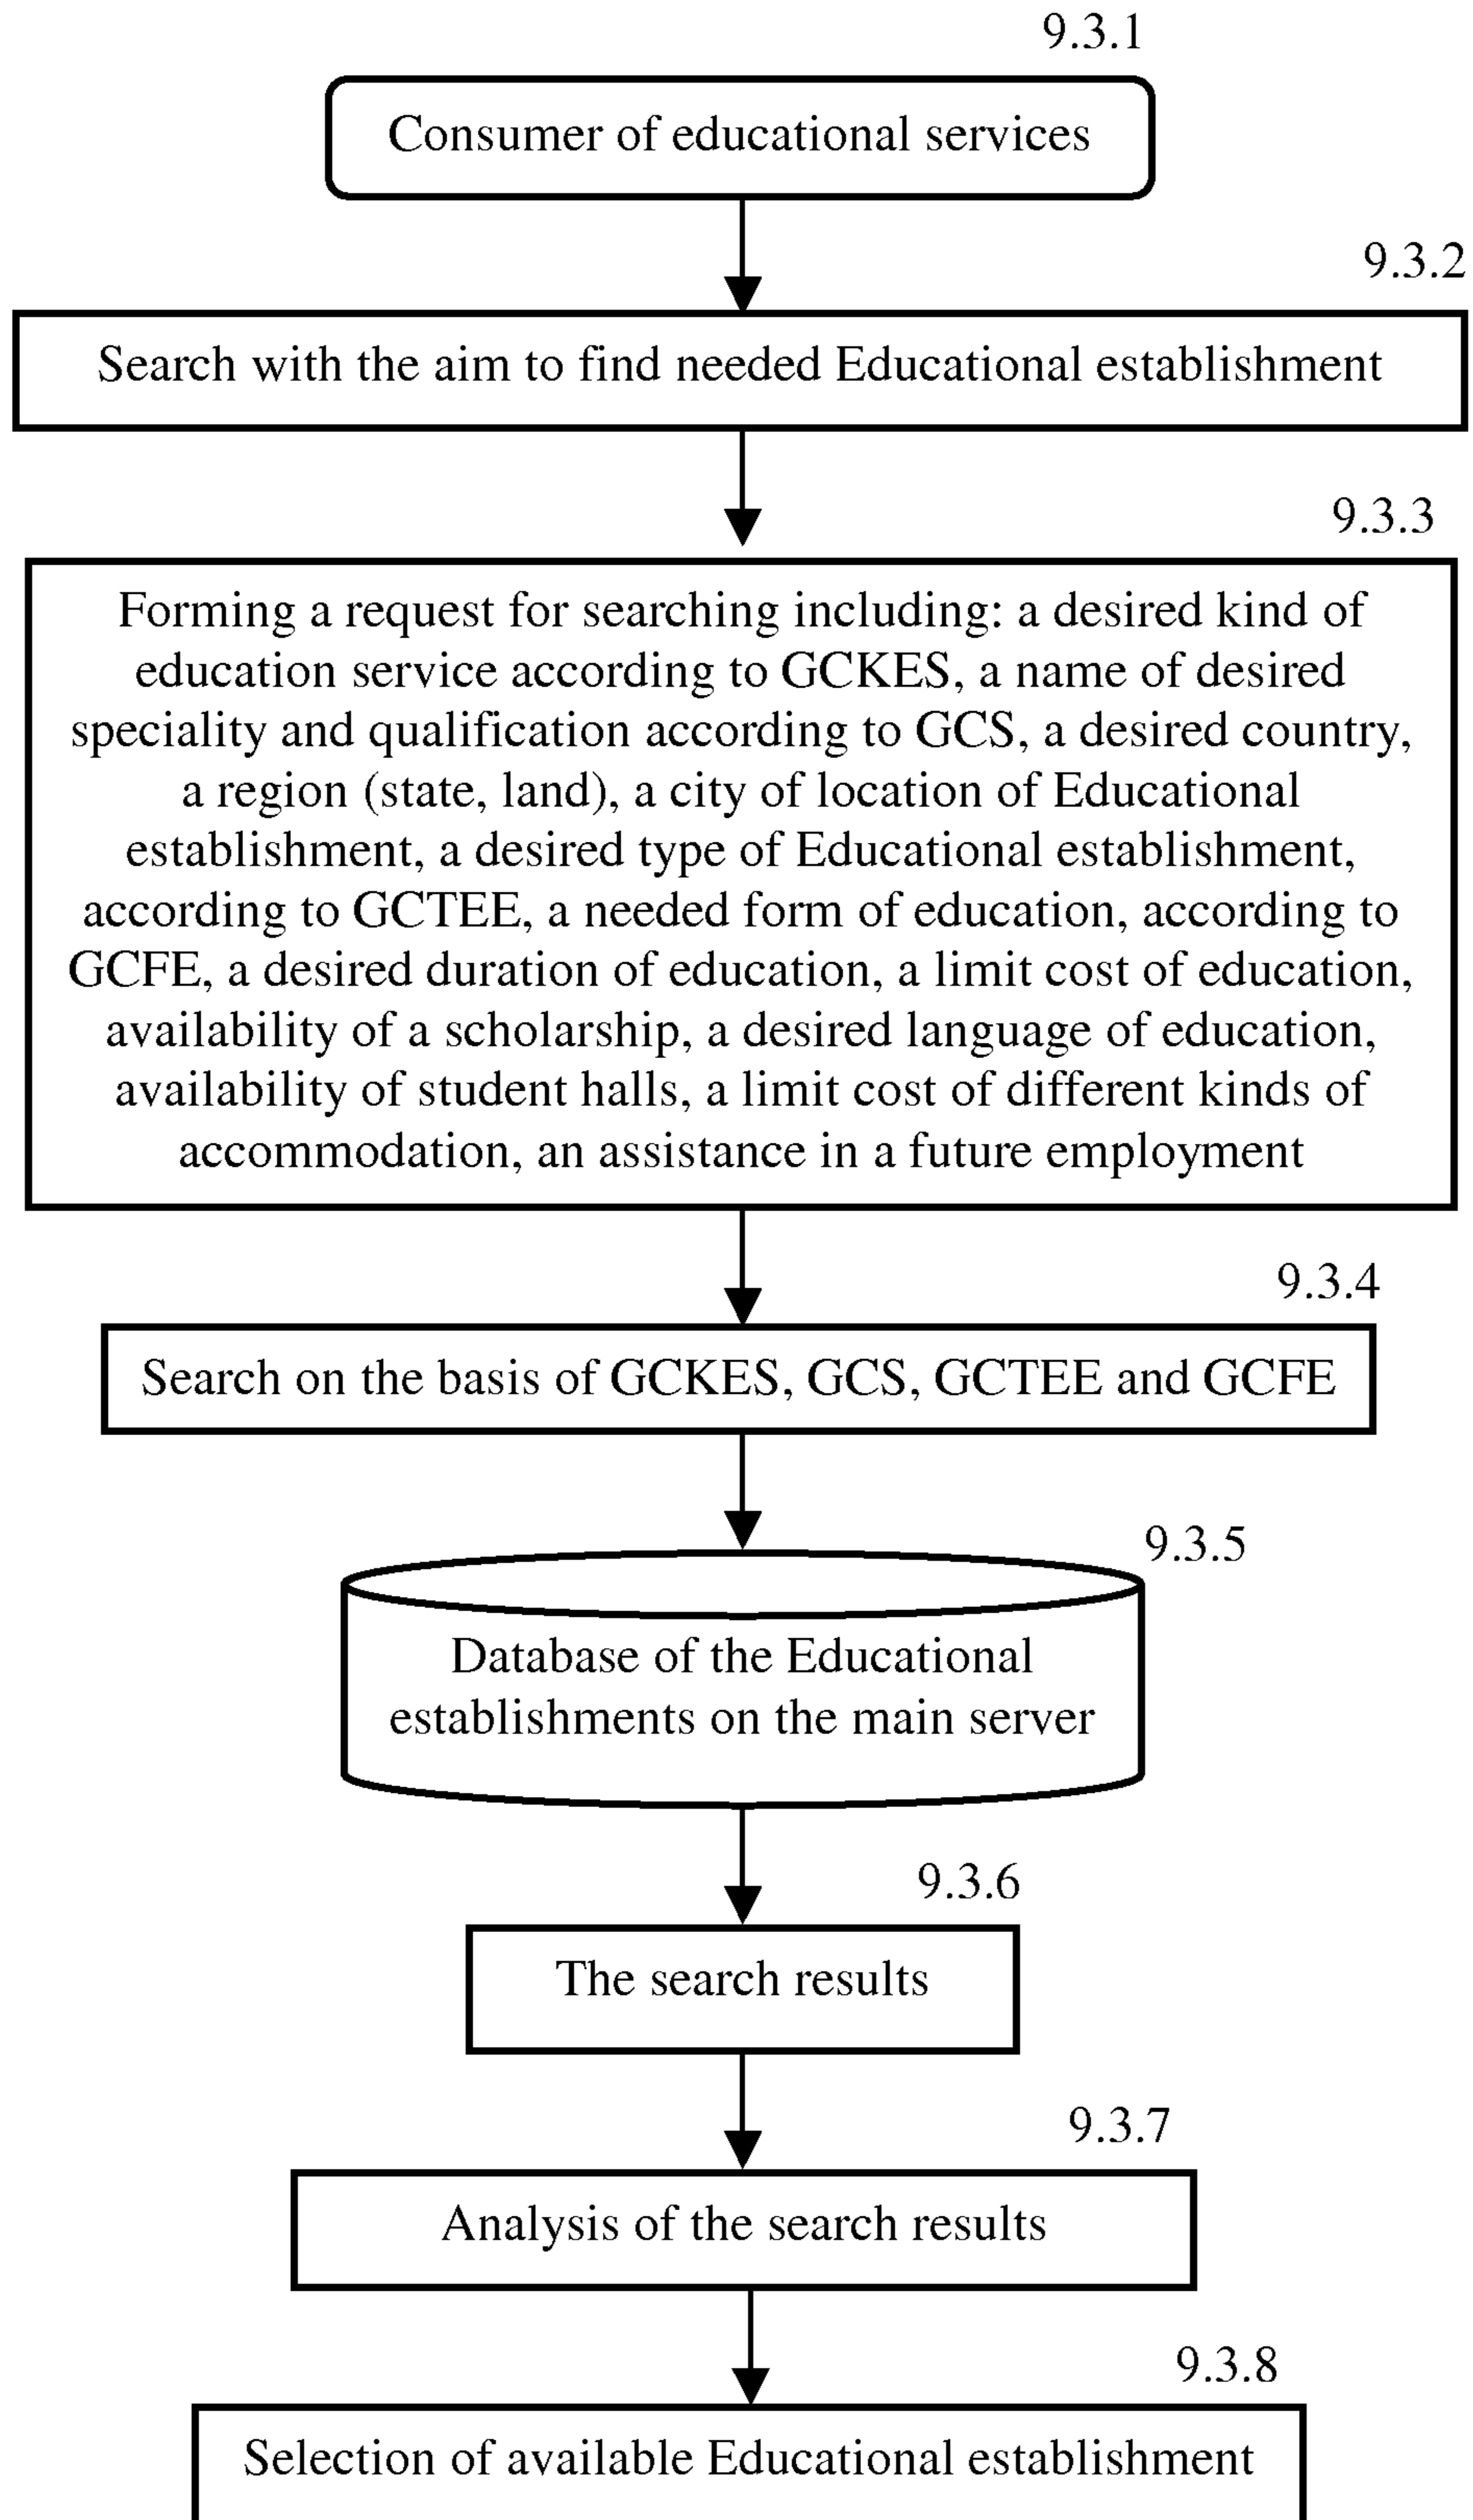 9.3.1
Consumer of educational services
9.3.2
Search with the aim to find needed Educational establishment
9.3.3
Forming a request for searching including: a desired kind of
education service according to GCKES, a name of desired
speciality and qualification according to GCS, a desired country,
a region (state, land), a city of location of Educational
establishment, a desired type of Educational establishment,
according to GCTEE, a needed form of education, according to
GCFE, a desired duration of education, a limit cost of education,
availability of a scholarship, a desired language of education,
availability of student halls, a limit cost of different kinds of
accommodation, an assistance in a future employment
9.3.4
Search on the basis of GCKES, GCS, GCTEE and GCFE
9.3.5
Database of the Educational
establishments on the main server
9.3.6
The search results
9.3.7
Analysis of the search results
9.3.8
Selection of available Educational establishment